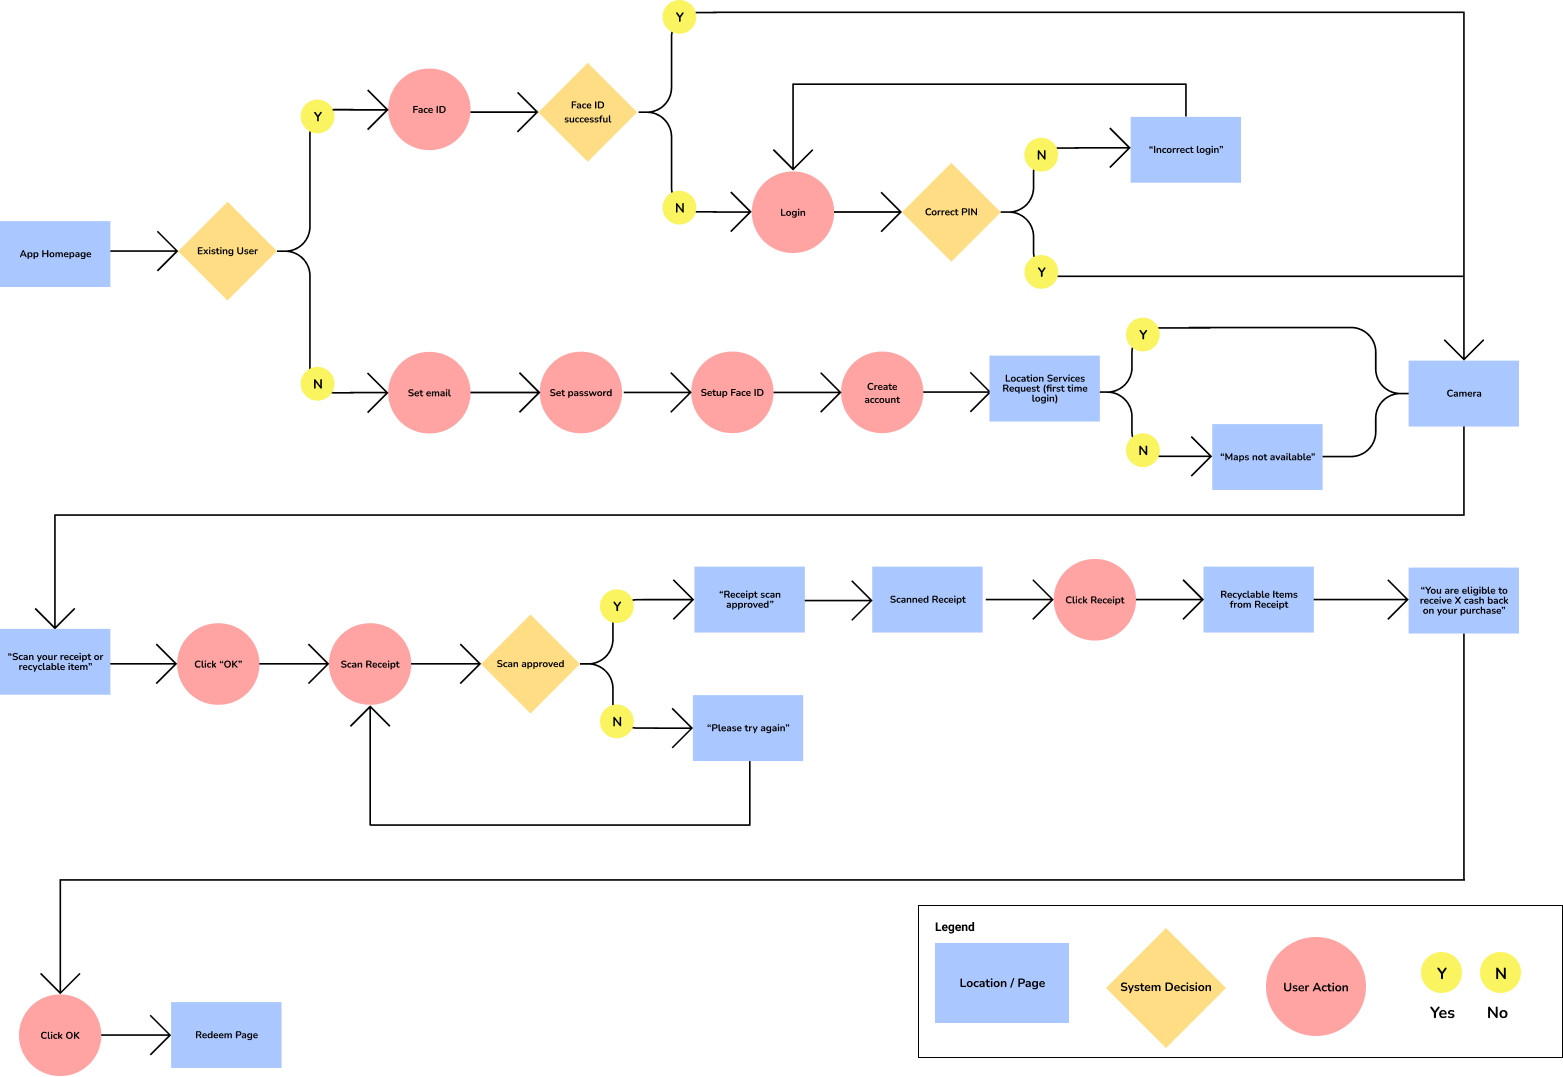 Y
Face ID
Face ID
successful
Y
N
Login
Correct PIN
N
“Incorrect login”
Y
App Homepage
Existing User
N
Set email
Set password
Setup Face ID
Create
account
Location Services
Request (first time
login)
Y
N
“Maps not available”
Camera
“Scan your receipt or
recyclable item”
Click “OK”
Scan Receipt
Scan approved
Y
N
“Receipt scan
approved”
“Please try again”
Scanned Receipt
Click Receipt
Recyclable Items
from Receipt
“You are eligible to
receive X cash back
on your purchase”
Click OK
Redeem Page
Legend
Location / Page
System Decision
User Action
Y
N
Yes
No